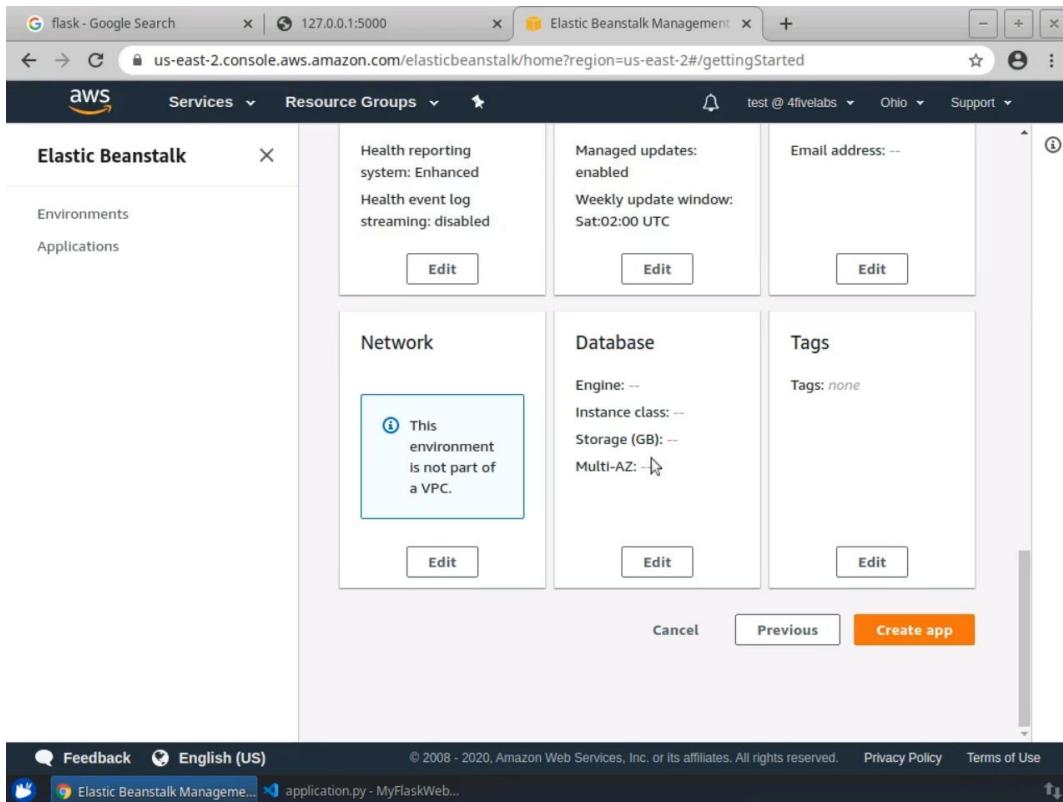 flask - Google Search
127.0.0.1:5000
Elastic Beanstalk Management
us-east-2.console.aws.amazon.com/elasticbeanstalk/home?region=us-east-2#/gettingStarted
aws
Services
Resource Groups
test @ 4fivelabs
Ohio
Support
Elastic Beanstalk
Environments
Applications
Health reporting
system: Enhanced
Health event log
streaming: disabled
Edit
Managed updates:
enabled
Weekly update window:
Sat:02:00 UTC
Edit
Email address: --
Edit
Network
This
environment
is not part of
a VPC.
Edit
Database
Engine: --
Instance class: --
Storage (GB): --
Multi-AZ: --
Edit
Tags
Tags: none
Edit
Cancel
Previous
Create app
Feedback
English (US)
© 2008 - 2020, Amazon Web Services, Inc. or its affiliates. All rights reserved.
Privacy Policy
Terms of Use
Elastic Beanstalk Manageme...
application.py - MyFlaskWeb...